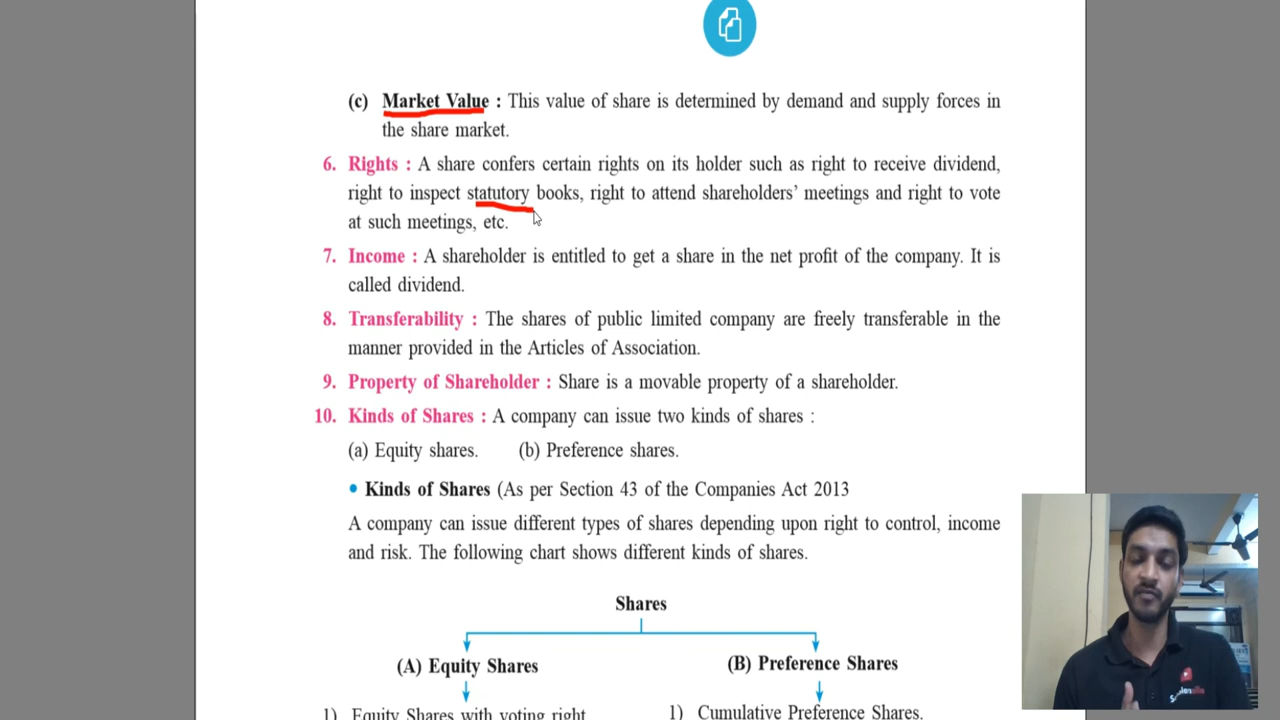 (c) Market Value : This value of share is determined by demand and supply forces in
the share market.
6. Rights : A share confers certain rights on its holder such as right to receive dividend,
right to inspect statutory books, right to attend shareholders' meetings and right to vote
at such meetings, etc.
7. Income : A shareholder is entitled to get a share in the net profit of the company. It is
called dividend.
8. Transferability : The shares of public limited company are freely transferable in the
manner provided in the Articles of Association.
9. Property of Shareholder : Share is a movable property of a shareholder.
10. Kinds of Shares : A company can issue two kinds of shares :
(a) Equity shares. (b) Preference shares.
• Kinds of Shares (As per Section 43 of the Companies Act 2013
A company can issue different types of shares depending upon right to control, income
and risk. The following chart shows different kinds of shares.
Shares
(A) Equity Shares (B) Preference Shares
1) Equity Shares with voting right 1) Cumulative Preference Shares.